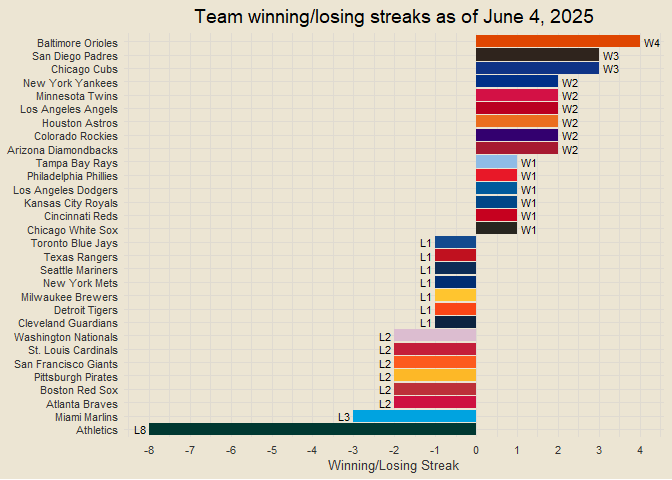 Team winning/losing streaks as of June 4, 2025
Baltimore Orioles W4
San Diego Padres W3
Chicago Cubs W3
New York Yankees W2
Minnesota Twins W2
Los Angeles Angels W2
Houston Astros W2
Colorado Rockies W2
Arizona Diamondbacks W2
Tampa Bay Rays W1
Philadelphia Phillies W1
Los Angeles Dodgers W1
Kansas City Royals W1
Cincinnati Reds W1
Chicago White Sox W1
Toronto Blue Jays L1
Texas Rangers L1
Seattle Mariners L1
New York Mets L1
Milwaukee Brewers L1
Detroit Tigers L1
Cleveland Guardians L1
Washington Nationals L2
St. Louis Cardinals L2
San Francisco Giants L2
Pittsburgh Pirates L2
Boston Red Sox L2
Atlanta Braves L2
Miami Marlins L3
Athletics L8
-8 -7 -6 -5 -4 -3 -2 -1 0 1 2 3 4
Winning/Losing Streak